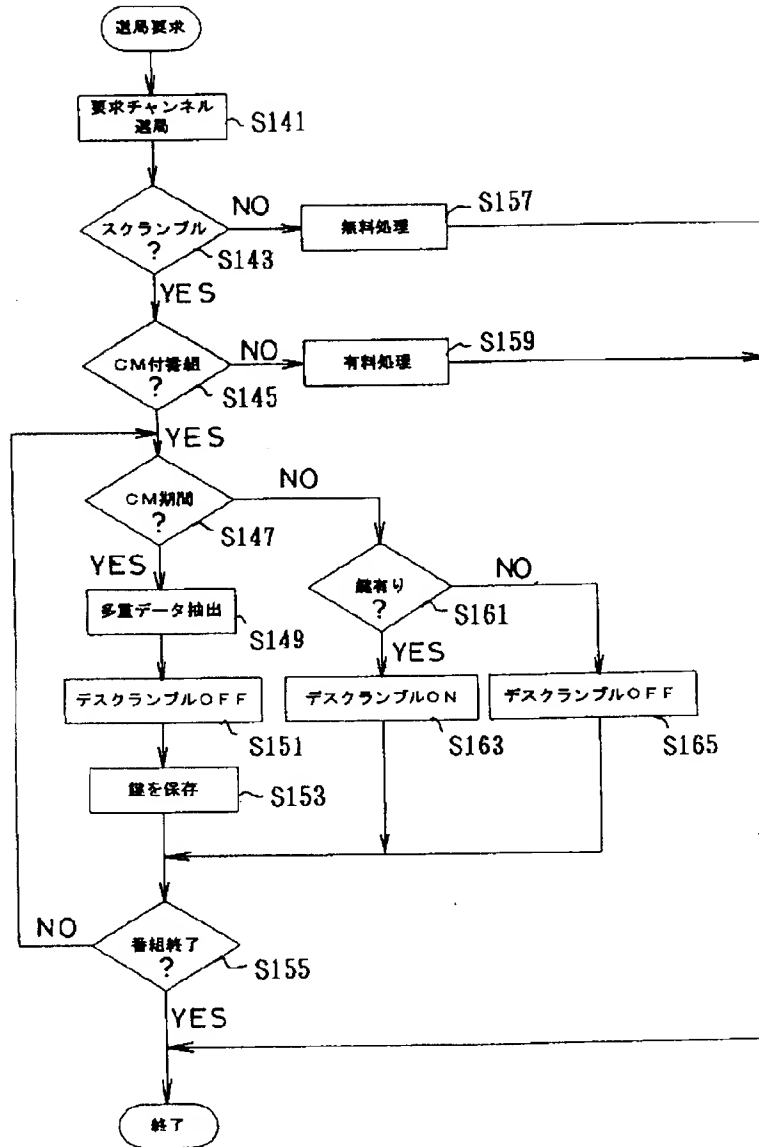 選局要求
要求チャンネル
選局
S141
スクランブル
?
S143
NO
無料処理
S157
YES
CM付番組
?
S145
NO
有料処理
S159
YES
CM期間
?
S147
NO
YES
多重データ抽出
S149
鍵有り
?
S161
NO
YES
デスクランブルOFF
S151
デスクランブルON
S163
デスクランブルOFF
S165
鍵を保存
S153
番組終了
?
S155
NO
YES
終了